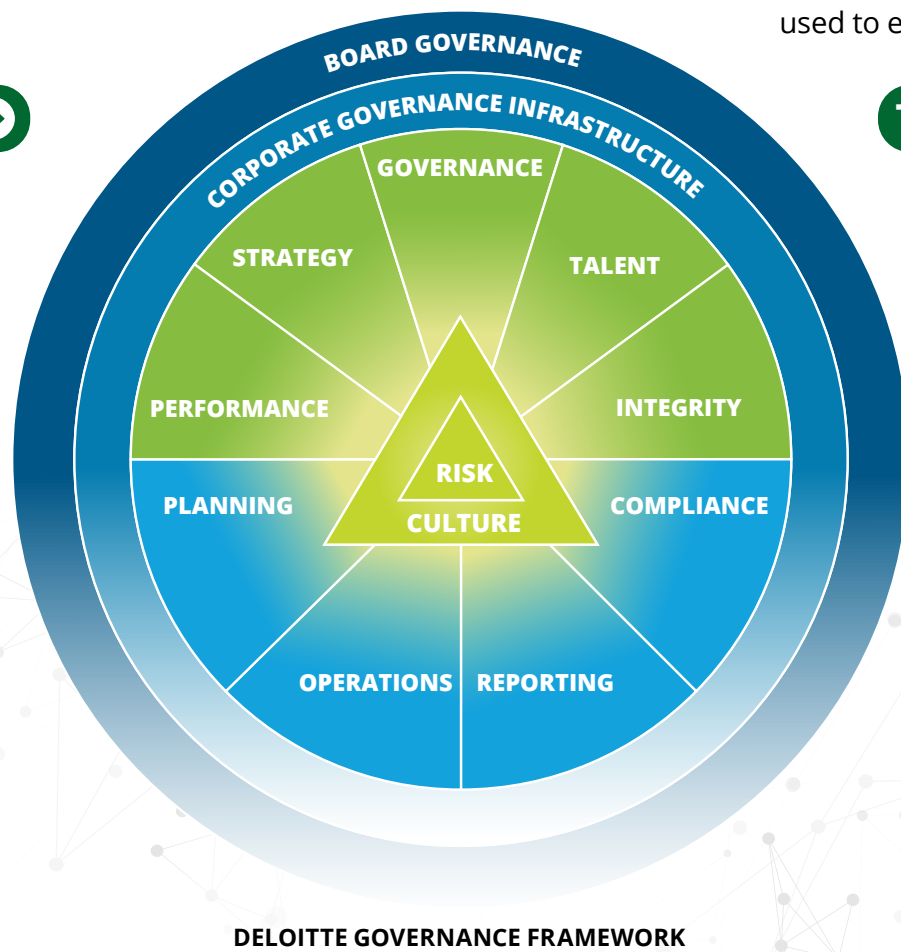 used to e
BOARD GOVERNANCE
CORPORATE GOVERNANCE INFRASTRUCTURE
GOVERNANCE
STRATEGY
TALENT
PERFORMANCE
INTEGRITY
RISK
CULTURE
PLANNING
COMPLIANCE
OPERATIONS
REPORTING
DELOITTE GOVERNANCE FRAMEWORK